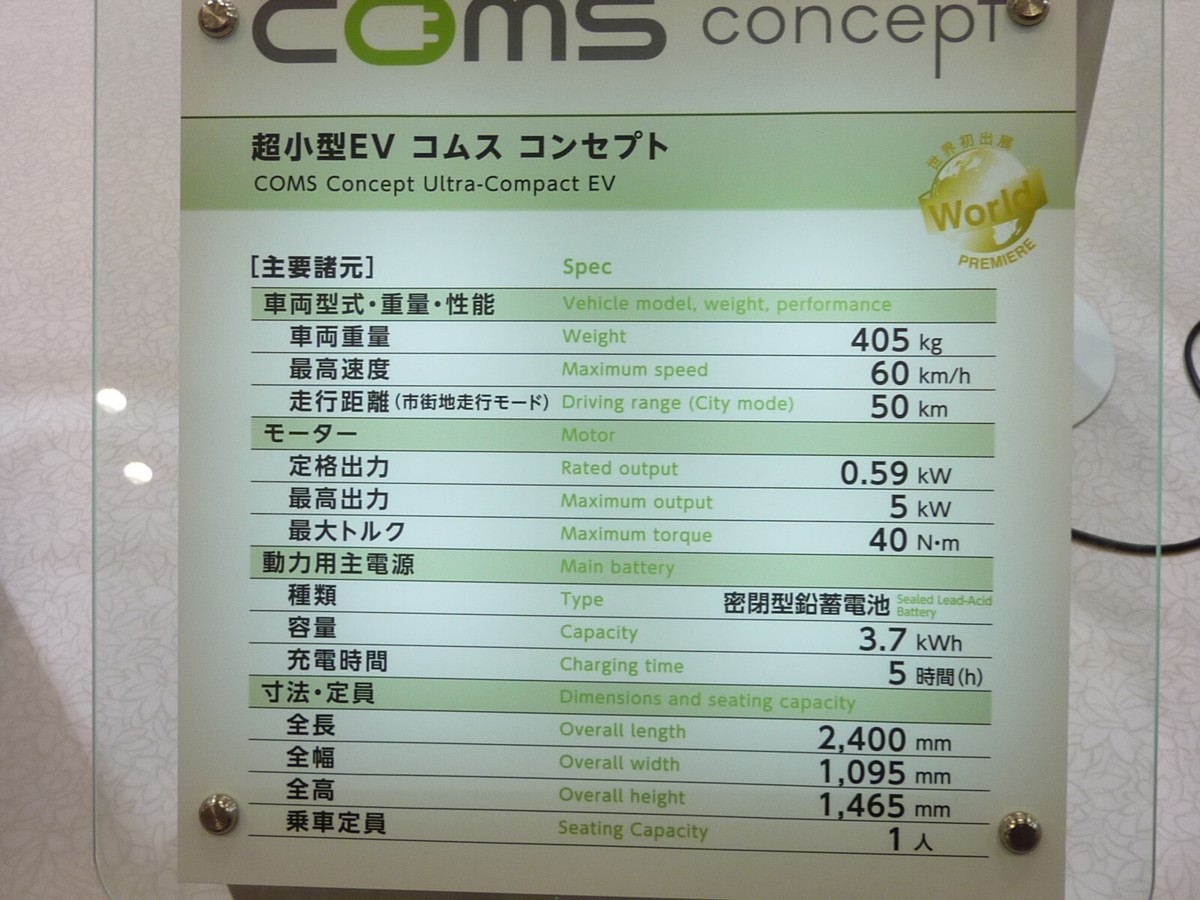 coms concept
超小型EV コムス コンセプト
COMS Concept Ultra-Compact EV
世界初出展
World
PREMIERE
[主要諸元] Spec
車両型式・重量・性能 Vehicle model, weight, performance
車両重量 Weight 405 kg
最高速度 Maximum speed 60 km/h
走行距離(市街地走行モード) Driving range (City mode) 50 km
モーター Motor
定格出力 Rated output 0.59 kW
最高出力 Maximum output 5 kW
最大トルク Maximum torque 40 N・m
動力用主電源 Main battery
種類 Type 密閉型鉛蓄電池 Sealed Lead-Acid
Battery
容量 Capacity 3.7 kWh
充電時間 Charging time 5 時間(h)
寸法・定員 Dimensions and seating capacity
全長 Overall length 2,400 mm
全幅 Overall width 1,095 mm
全高 Overall height 1,465 mm
乗車定員 Seating Capacity 1 人